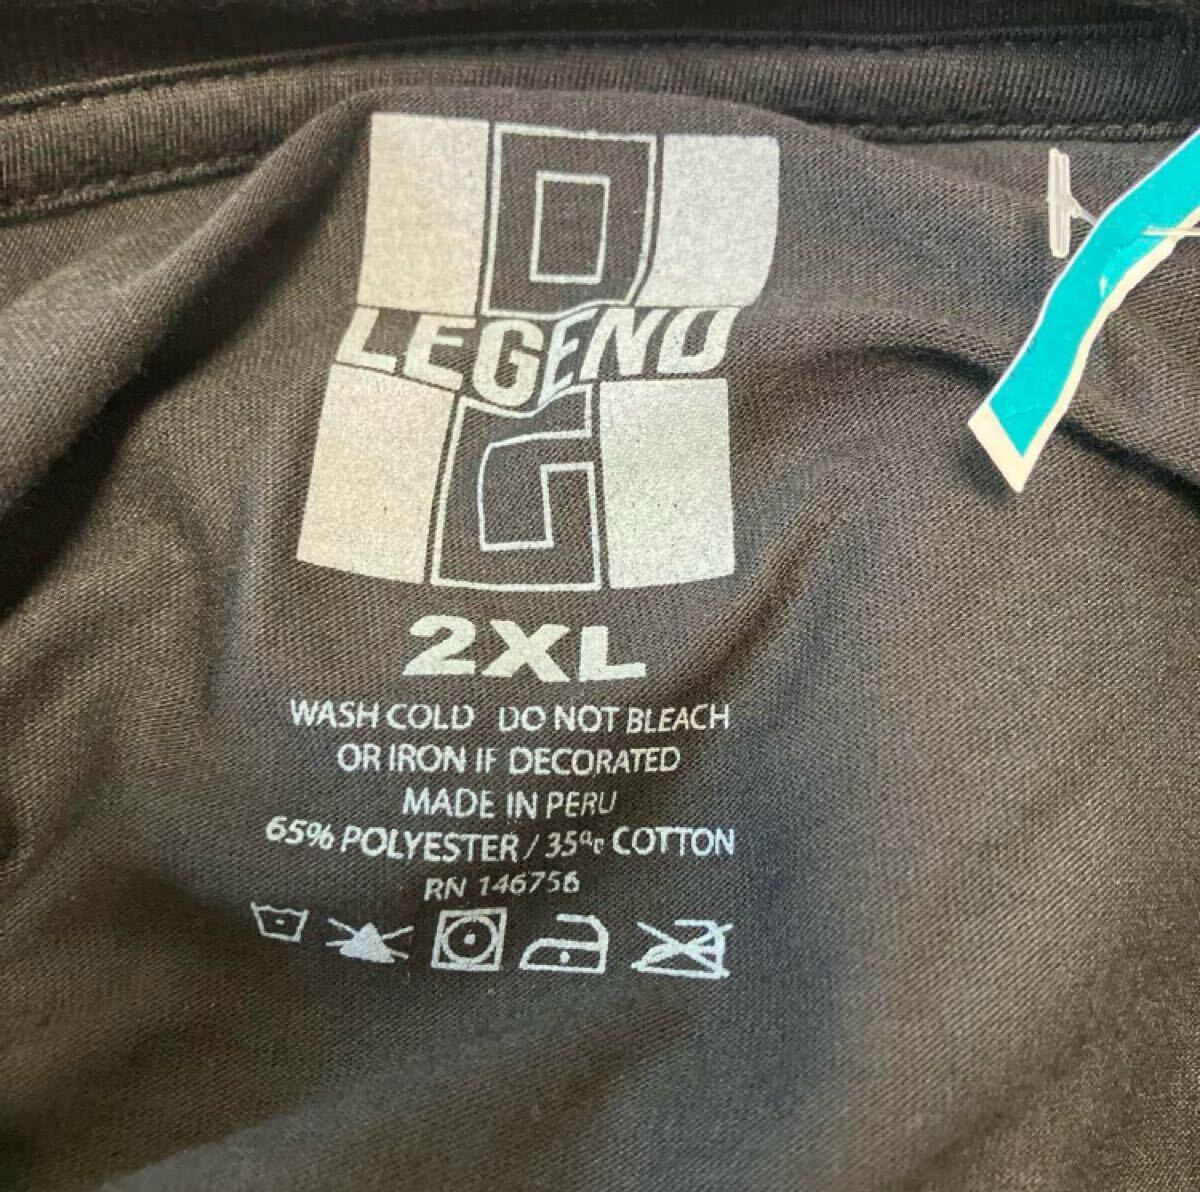 O
LEGEND
G
2XL
WASH COLD DO NOT BLEACH
OR IRON IF DECORATED
MADE IN PERU
65% POLYESTER / 35% COTTON
RN 146756